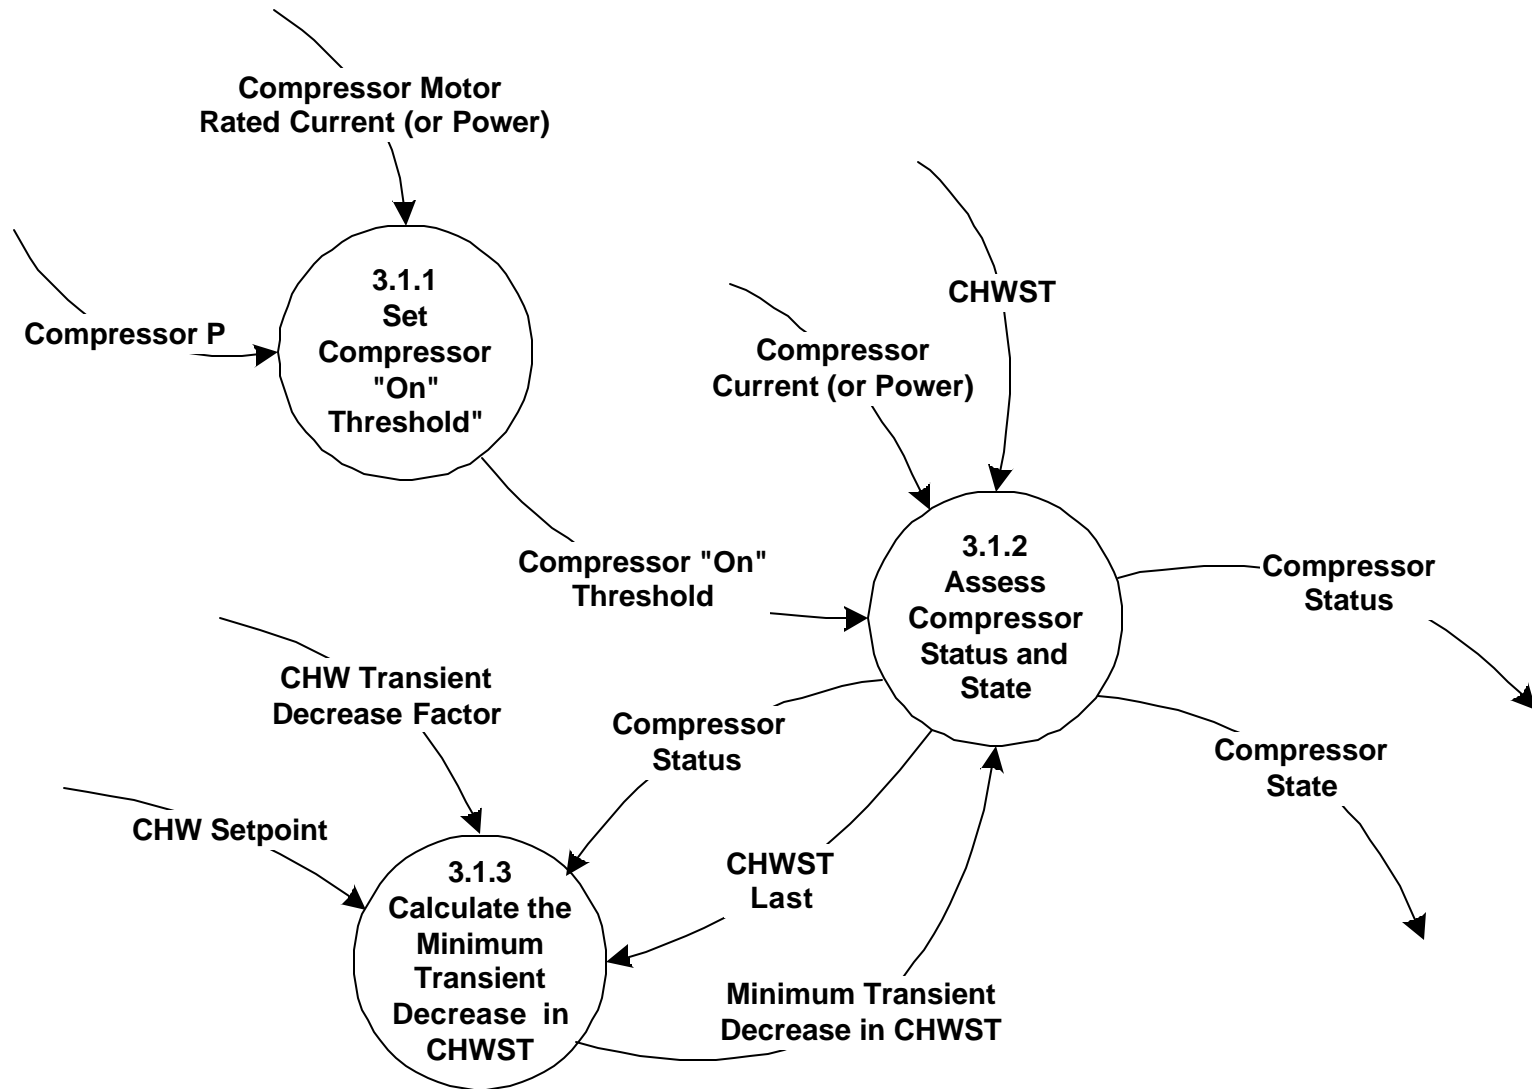 Compressor Motor
Rated Current (or Power)
Compressor P
3.1.1
Set
Compressor
"On"
Threshold"
CHWST
Compressor
Current (or Power)
Compressor "On"
Threshold
3.1.2
Assess
Compressor
Status and
State
Compressor
Status
Compressor
State
CHW Transient
Decrease Factor
CHW Setpoint
Compressor
Status
CHWST
Last
3.1.3
Calculate the
Minimum
Transient
Decrease in
CHWST
Minimum Transient
Decrease in CHWST